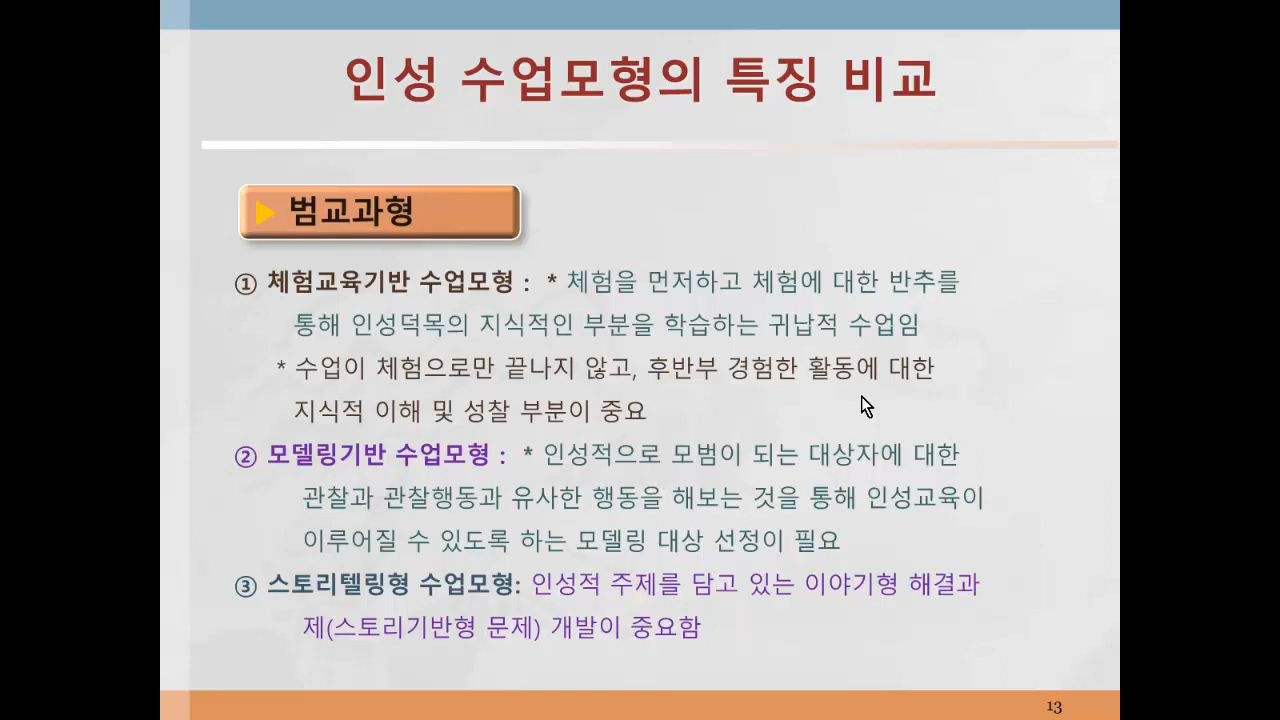 인성 수업모형의 특징 비교
범교과형
① 체험교육기반 수업모형 : * 체험을 먼저하고 체험에 대한 반추를
통해 인성덕목의 지식적인 부분을 학습하는 귀납적 수업임
* 수업이 체험으로만 끝나지 않고, 후반부 경험한 활동에 대한
지식적 이해 및 성찰 부분이 중요
② 모델링기반 수업모형 : * 인성적으로 모범이 되는 대상자에 대한
관찰과 관찰행동과 유사한 행동을 해보는 것을 통해 인성교육이
이루어질 수 있도록 하는 모델링 대상 선정이 필요
③ 스토리텔링형 수업모형: 인성적 주제를 담고 있는 이야기형 해결과
제(스토리기반형 문제) 개발이 중요함
13